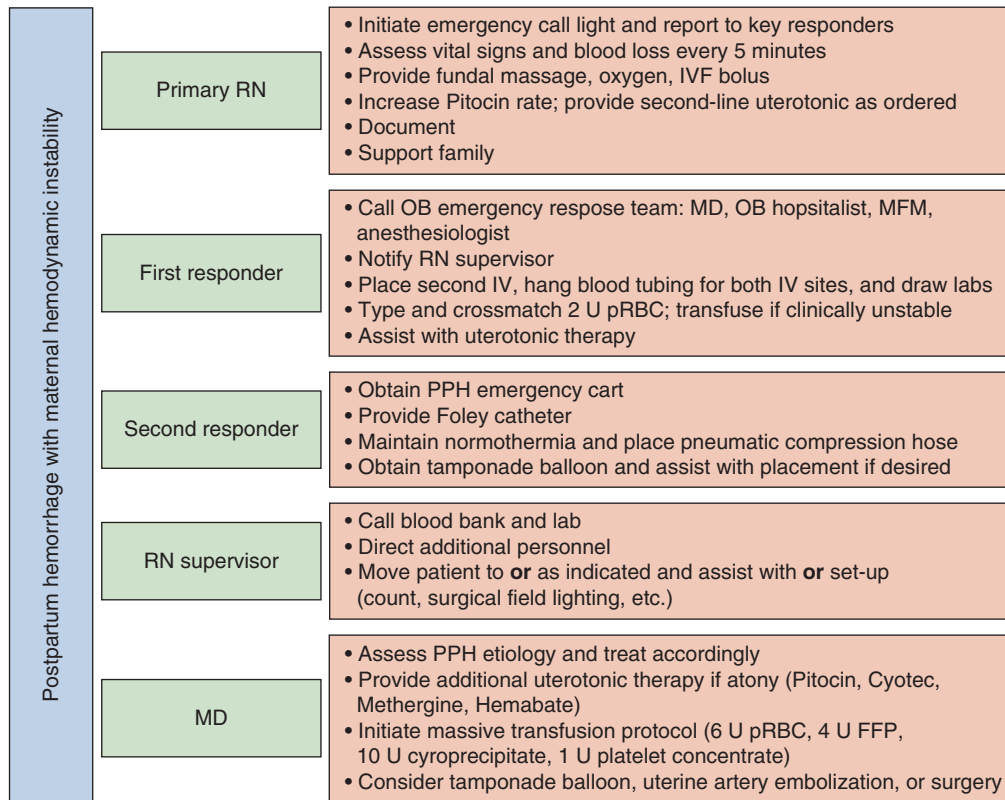 Postpartum hemorrhage with maternal hemodynamic instability
Primary RN
• Initiate emergency call light and report to key responders
• Assess vital signs and blood loss every 5 minutes
• Provide fundal massage, oxygen, IVF bolus
• Increase Pitocin rate; provide second-line uterotonic as ordered
• Document
• Support family
First responder
• Call OB emergency respose team: MD, OB hopsitalist, MFM,
anesthesiologist
• Notify RN supervisor
• Place second IV, hang blood tubing for both IV sites, and draw labs
• Type and crossmatch 2 U pRBC; transfuse if clinically unstable
• Assist with uterotonic therapy
Second responder
• Obtain PPH emergency cart
• Provide Foley catheter
• Maintain normothermia and place pneumatic compression hose
• Obtain tamponade balloon and assist with placement if desired
RN supervisor
• Call blood bank and lab
• Direct additional personnel
• Move patient to or as indicated and assist with or set-up
(count, surgical field lighting, etc.)
MD
• Assess PPH etiology and treat accordingly
• Provide additional uterotonic therapy if atony (Pitocin, Cyotec,
Methergine, Hemabate)
• Initiate massive transfusion protocol (6 U pRBC, 4 U FFP,
10 U cyroprecipitate, 1 U platelet concentrate)
• Consider tamponade balloon, uterine artery embolization, or surgery